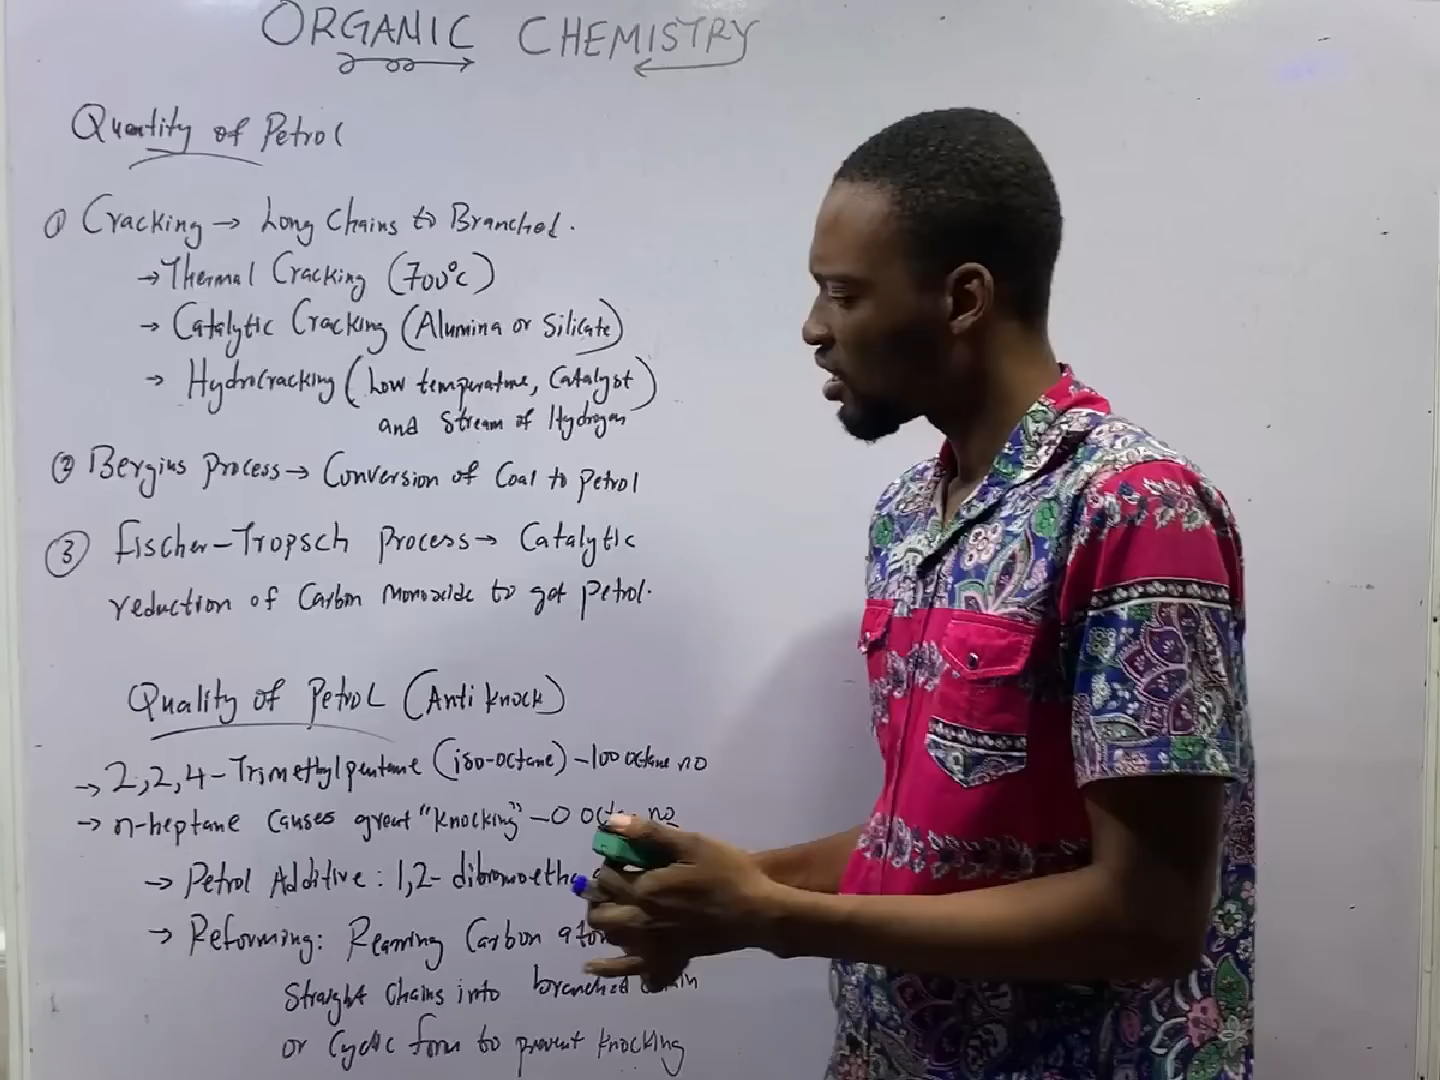 ORGANIC CHEMISTRY
Quantity of Petrol
① Cracking → Long Chains to Branched.
→ Thermal Cracking (700°c)
→ Catalytic Cracking (Alumina or Silicate)
→ Hydrocracking (Low temperature, Catalyst)
and Stream of Hydrogen
② Bergius Process → Conversion of Coal to Petrol
③ Fischer-Tropsch Process → Catalytic
reduction of Carbon Monoxide to get petrol.
Quality of Petrol (Anti knock)
→ 2,2,4-Trimethylpentane (iso-octane) - 100 octane no
→ n-heptane causes great "knocking" - 0 no
→ Petrol Additive: 1,2-
→ Reforming: Carbon
Straight Chains into branched
or Cyclic form to prevent knocking